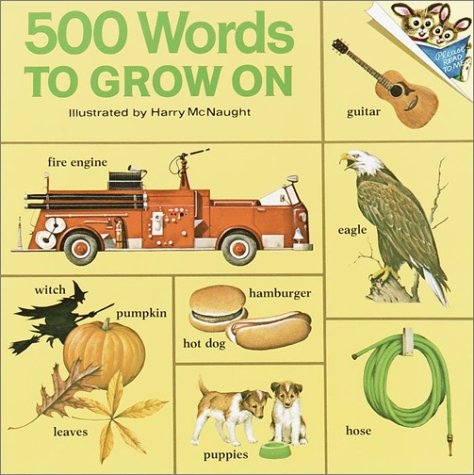 500 Words
TO GROW ON
Illustrated by Harry McNaught
Please
READ
TO ME
guitar
fire engine
eagle
witch
pumpkin
hamburger
hot dog
leaves
puppies
hose